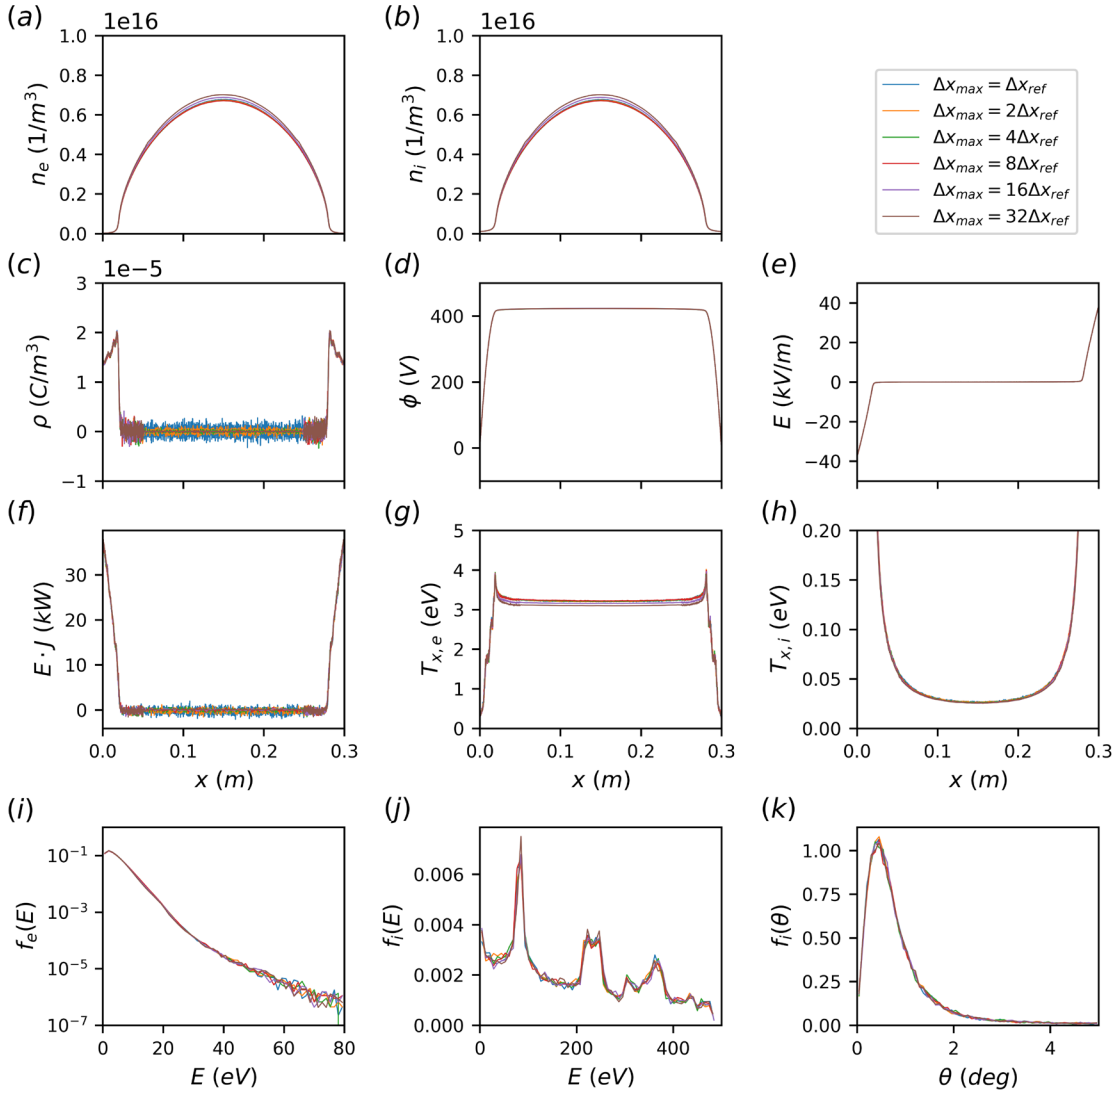 (a)
1e16
n_e (1/m^3)
1.0
0.8
0.6
0.4
0.2
0.0
(b)
1e16
n_i (1/m^3)
1.0
0.8
0.6
0.4
0.2
0.0
Δx_max = Δx_ref
Δx_max = 2Δx_ref
Δx_max = 4Δx_ref
Δx_max = 8Δx_ref
Δx_max = 16Δx_ref
Δx_max = 32Δx_ref
(c)
1e−5
ρ (C/m^3)
3
2
1
0
−1
(d)
ϕ (V)
400
200
0
(e)
E (kV/m)
40
20
0
−20
−40
(f)
E · J (kW)
30
20
10
0
0.0 0.1 0.2 0.3
x (m)
(g)
T_{x,e} (eV)
5
4
3
2
1
0
0.0 0.1 0.2 0.3
x (m)
(h)
T_{x,i} (eV)
0.20
0.15
0.10
0.05
0.00
0.0 0.1 0.2 0.3
x (m)
(i)
f_e(E)
10^−1
10^−3
10^−5
10^−7
0 20 40 60 80
E (eV)
(j)
f_i(E)
0.006
0.004
0.002
0.000
0 200 400
E (eV)
(k)
f_i(θ)
1.00
0.75
0.50
0.25
0.00
0 2 4
θ (deg)